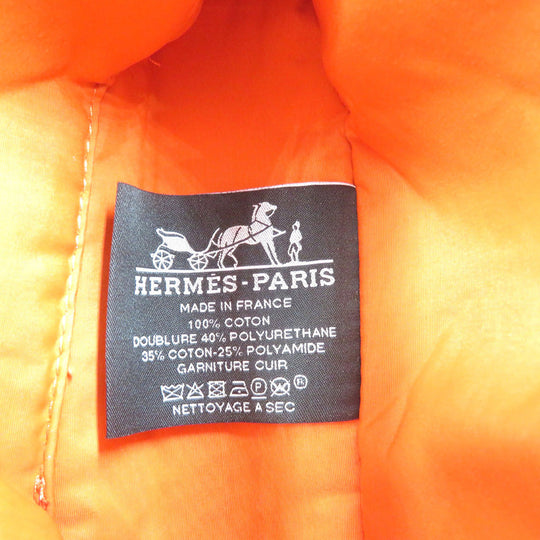 HERMÈS-PARIS
MADE IN FRANCE
100% COTON
DOUBLURE 40% POLYURETHANE
35% COTON-25% POLYAMIDE
GARNITURE CUIR
P ®
NETTOYAGE A SEC